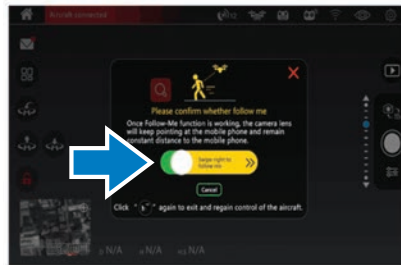 Aircraft connected
12
Please confirm whether follow me
Once Follow-Me function is working, the camera lens
will keep pointing at the mobile phone and remain
constant distance to the mobile phone.
Swipe right to
follow me
Cancel
Click " " again to exit and regain control of the aircraft.
N/A N/A N/A